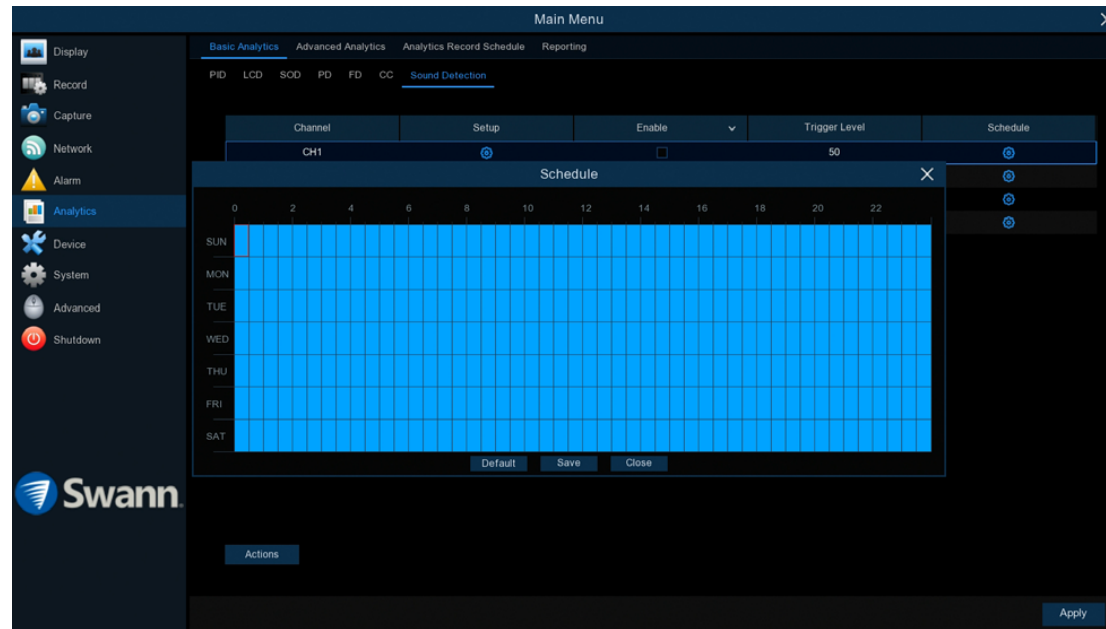 Main Menu
Display
Record
Capture
Network
Alarm
Analytics
Device
System
Advanced
Shutdown
Swann
Basic Analytics Advanced Analytics Analytics Record Schedule Reporting
PID LCD SOD PD FD CC Sound Detection
Channel Setup Enable Trigger Level Schedule
CH1 50
Schedule
0 2 4 6 8 10 12 14 16 18 20 22
SUN
MON
TUE
WED
THU
FRI
SAT
Default Save Close
Actions
Apply